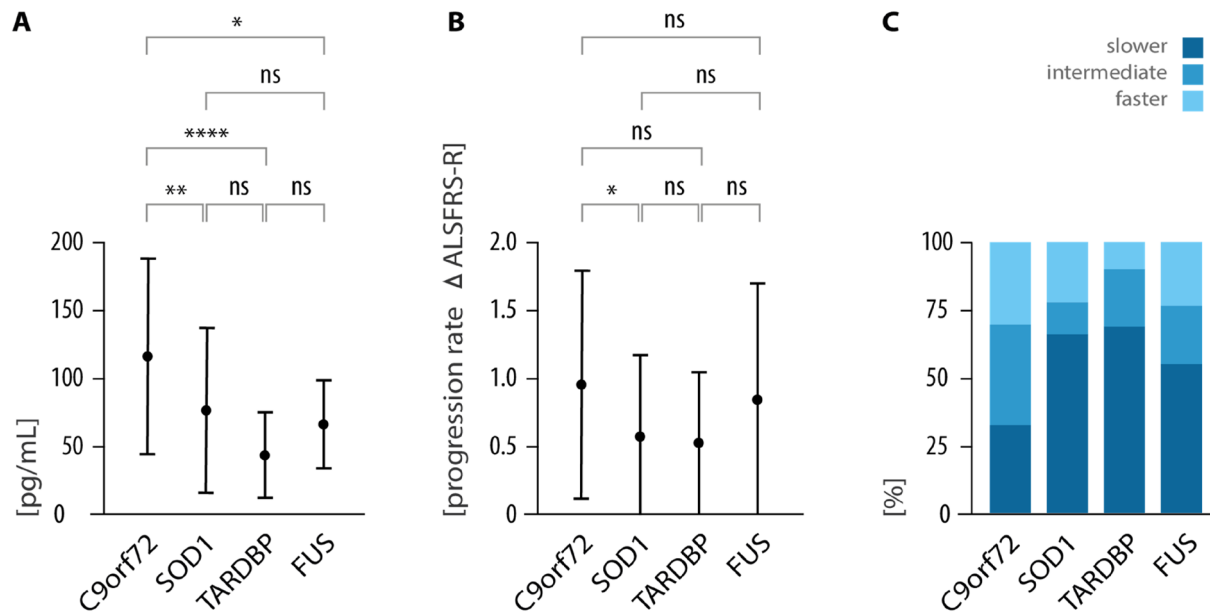 A
*
ns
****
**
ns
ns
[pg/mL]
200
150
100
50
0
C9orf72
SOD1
TARDBP
FUS
B
ns
ns
ns
*
ns
ns
[progression rate Δ ALSFRS-R]
2.0
1.5
1.0
0.5
0
C9orf72
SOD1
TARDBP
FUS
C
slower
intermediate
faster
[%]
100
75
50
25
0
C9orf72
SOD1
TARDBP
FUS